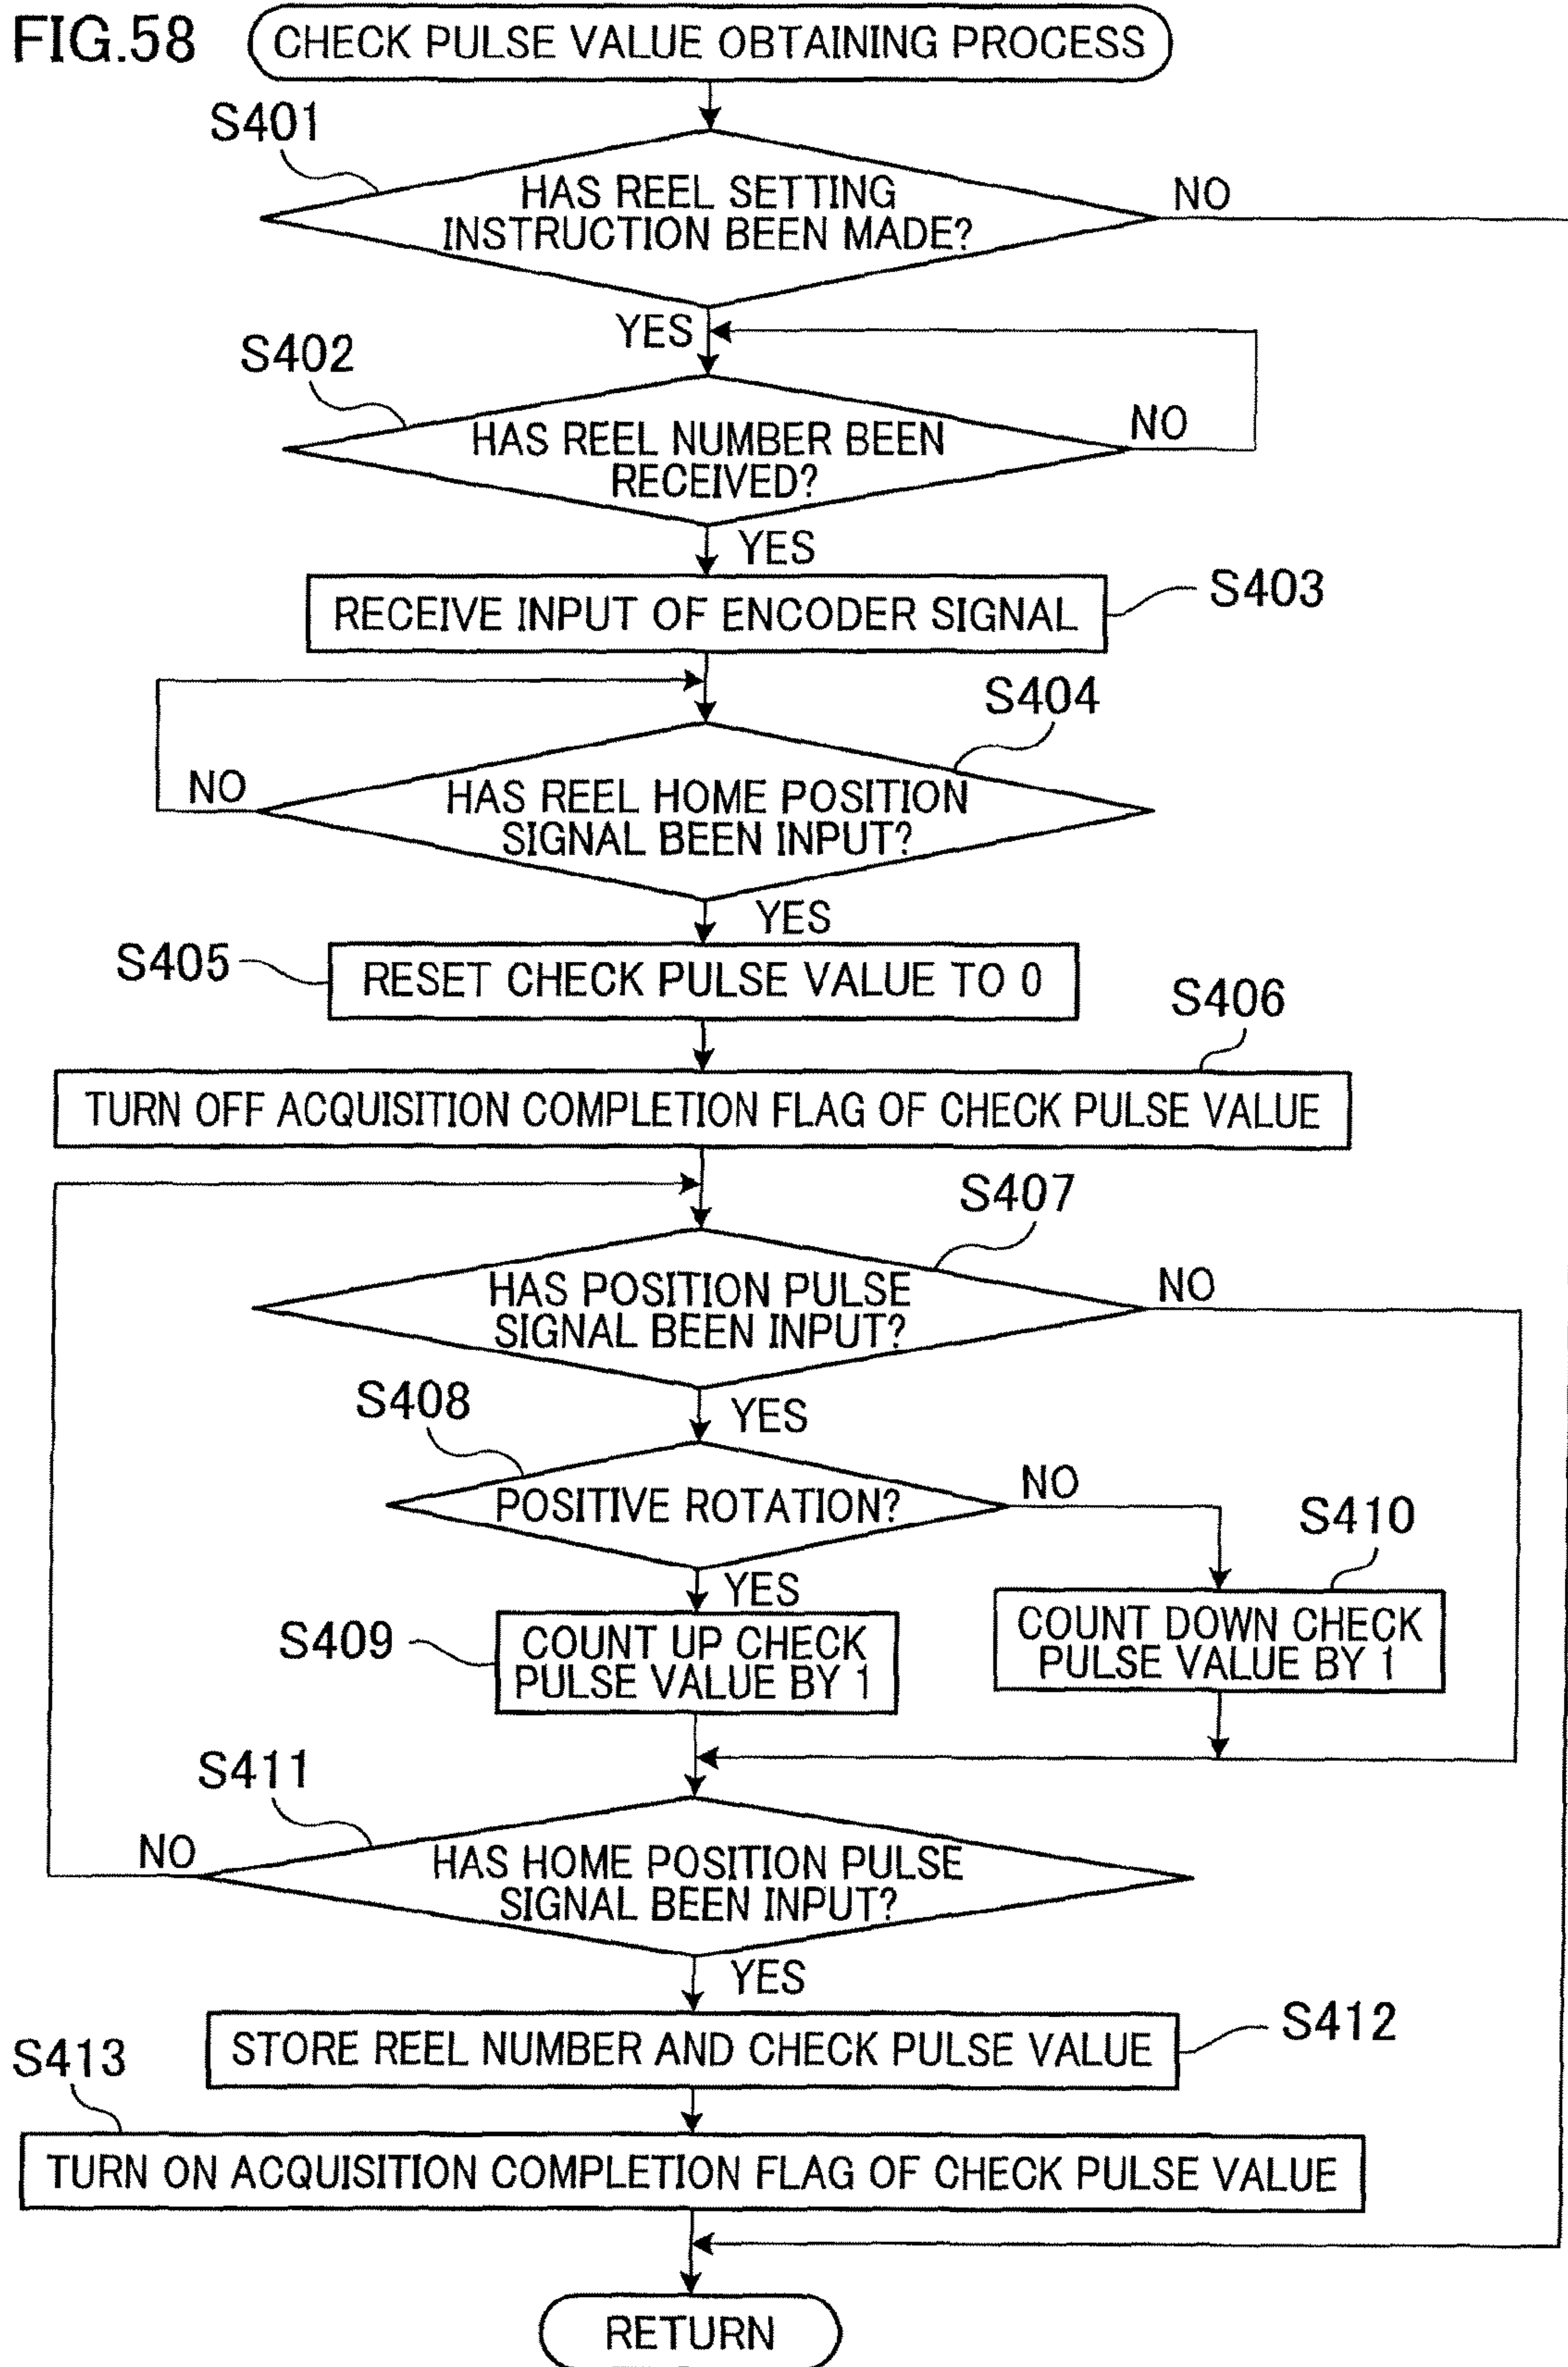 FIG.58
CHECK PULSE VALUE OBTAINING PROCESS
S401
HAS REEL SETTING
INSTRUCTION BEEN MADE?
NO
YES
S402
HAS REEL NUMBER BEEN
RECEIVED?
NO
YES
RECEIVE INPUT OF ENCODER SIGNAL
S403
S404
NO
HAS REEL HOME POSITION
SIGNAL BEEN INPUT?
YES
S405
RESET CHECK PULSE VALUE TO 0
S406
TURN OFF ACQUISITION COMPLETION FLAG OF CHECK PULSE VALUE
S407
HAS POSITION PULSE
SIGNAL BEEN INPUT?
NO
YES
S408
POSITIVE ROTATION?
NO
S410
YES
S409
COUNT UP CHECK
PULSE VALUE BY 1
COUNT DOWN CHECK
PULSE VALUE BY 1
S411
NO
HAS HOME POSITION PULSE
SIGNAL BEEN INPUT?
YES
STORE REEL NUMBER AND CHECK PULSE VALUE
S412
S413
TURN ON ACQUISITION COMPLETION FLAG OF CHECK PULSE VALUE
RETURN